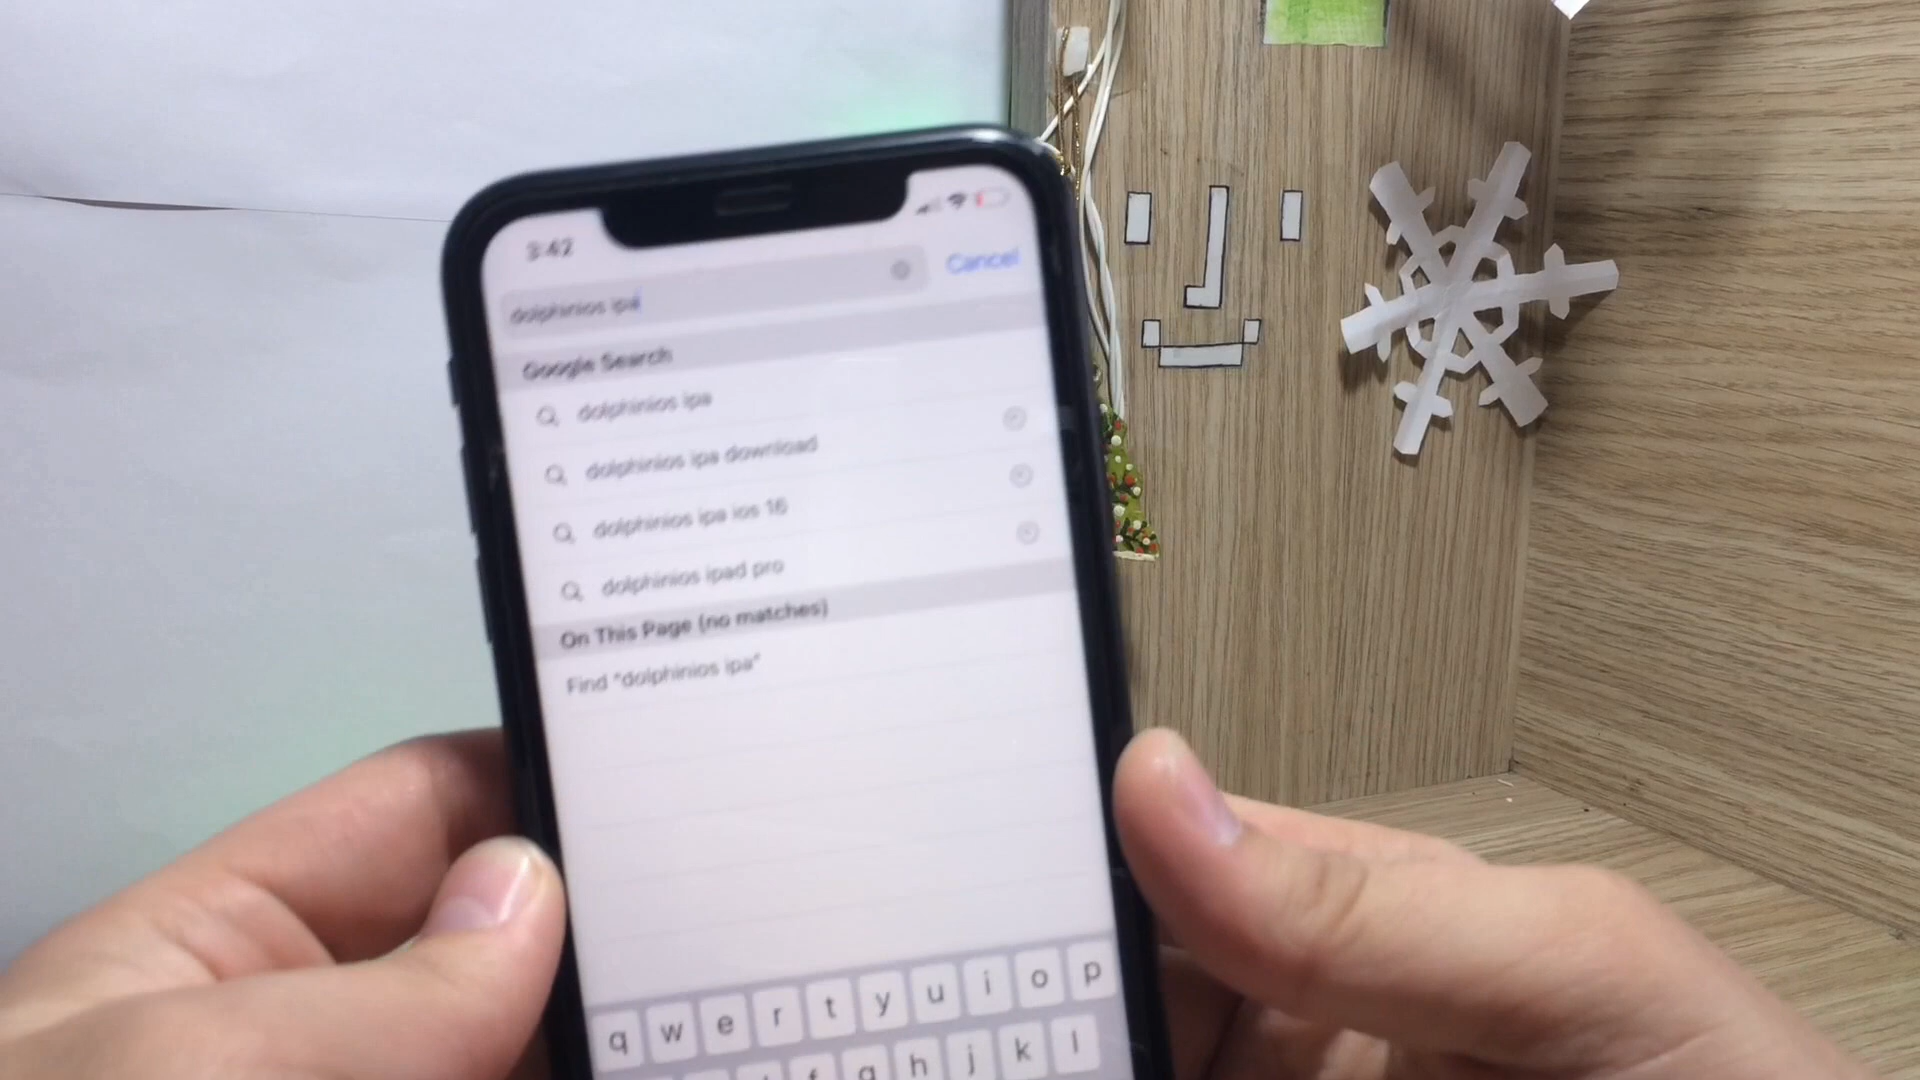 3:42
dolphinios ipa
Cancel
Google Search
dolphinios ipa
dolphinios ipa download
dolphinios ipa ios 16
dolphinios ipad pro
On This Page (no matches)
Find "dolphinios ipa"
q w e r t y u i o p
f g h j k l